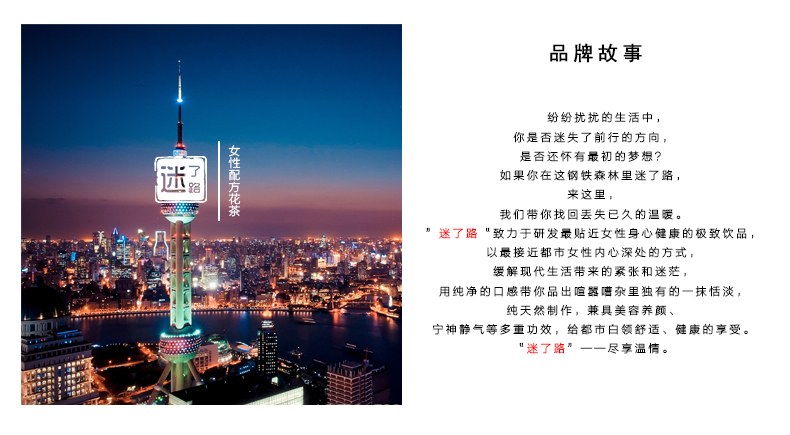 迷了路
女性配方花茶
品牌故事
纷纷扰扰的生活中，
你是否迷失了前行的方向，
是否还怀有最初的梦想？
如果你在这钢铁森林里迷了路，
来这里，
我们带你找回丢失已久的温暖。
”迷了路“致力于研发最贴近女性身心健康的极致饮品，
以最接近都市女性内心深处的方式，
缓解现代生活带来的紧张和迷茫，
用纯净的口感带你品出喧嚣嘈杂里独有的一抹恬淡，
纯天然制作，兼具美容养颜、
宁神静气等多重功效，给都市白领舒适、健康的享受。
“迷了路”——尽享温情。